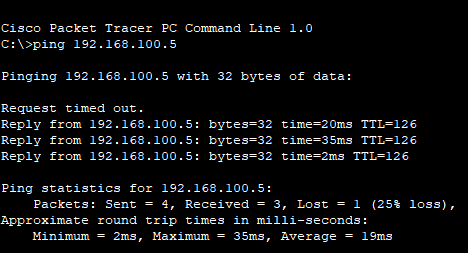 Cisco Packet Tracer PC Command Line 1.0
C:\>ping 192.168.100.5
Pinging 192.168.100.5 with 32 bytes of data:
Request timed out.
Reply from 192.168.100.5: bytes=32 time=20ms TTL=126
Reply from 192.168.100.5: bytes=32 time=35ms TTL=126
Reply from 192.168.100.5: bytes=32 time=2ms TTL=126
Ping statistics for 192.168.100.5:
Packets: Sent = 4, Received = 3, Lost = 1 (25% loss),
Approximate round trip times in milli-seconds:
Minimum = 2ms, Maximum = 35ms, Average = 19ms